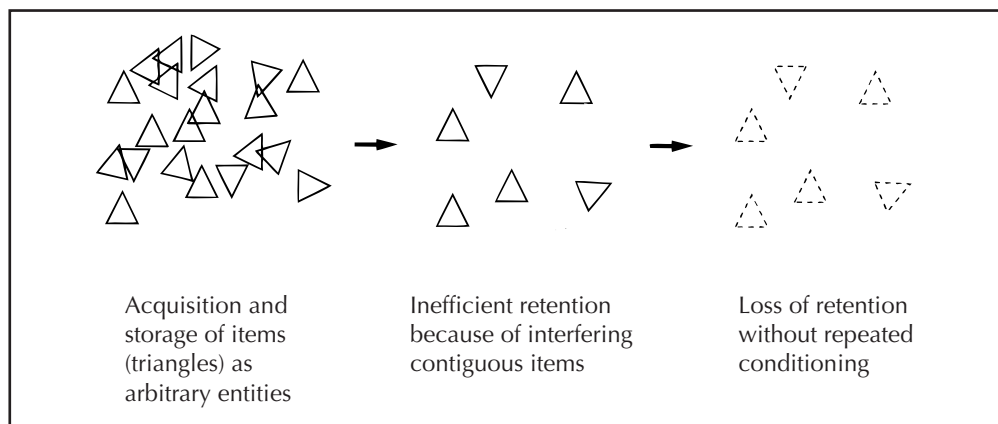 Acquisition and
storage of items
(triangles) as
arbitrary entities
Inefficient retention
because of interfering
contiguous items
Loss of retention
without repeated
conditioning